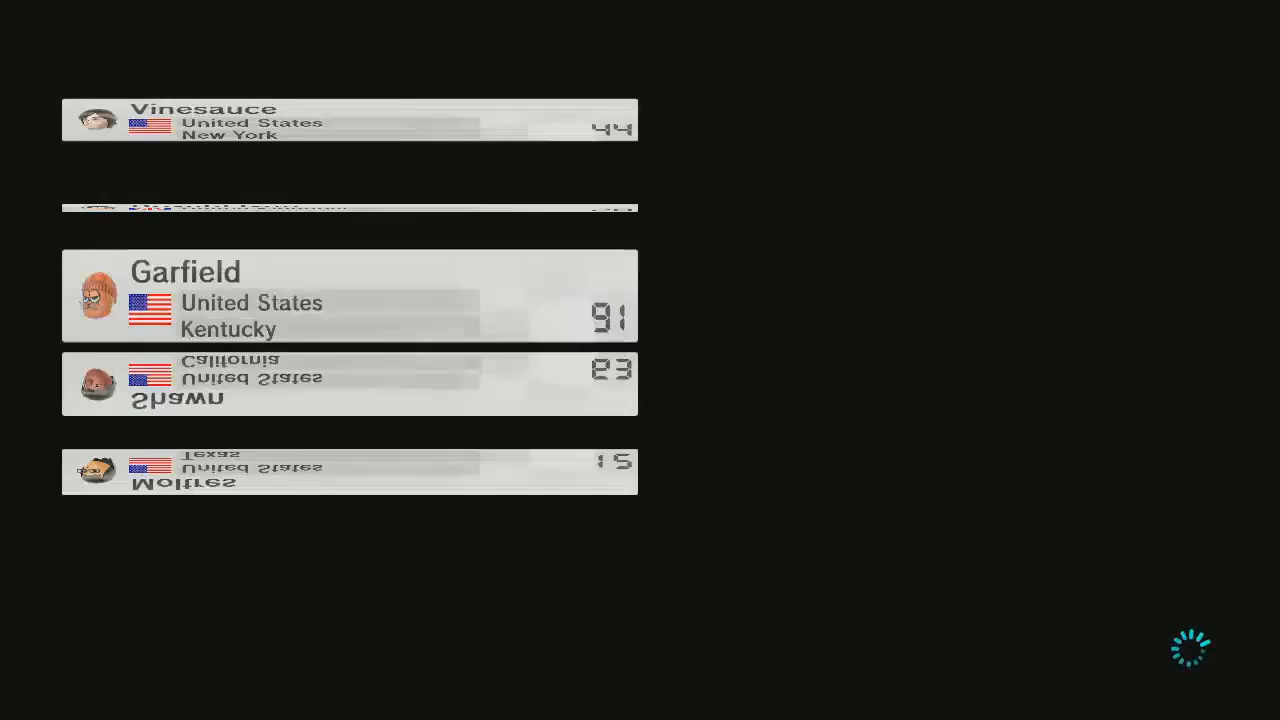 Vinesauce
United States
New York
44
Garfield
United States
Kentucky
91
California
63
United States
Shawn
Texas
15
United States
Moltres